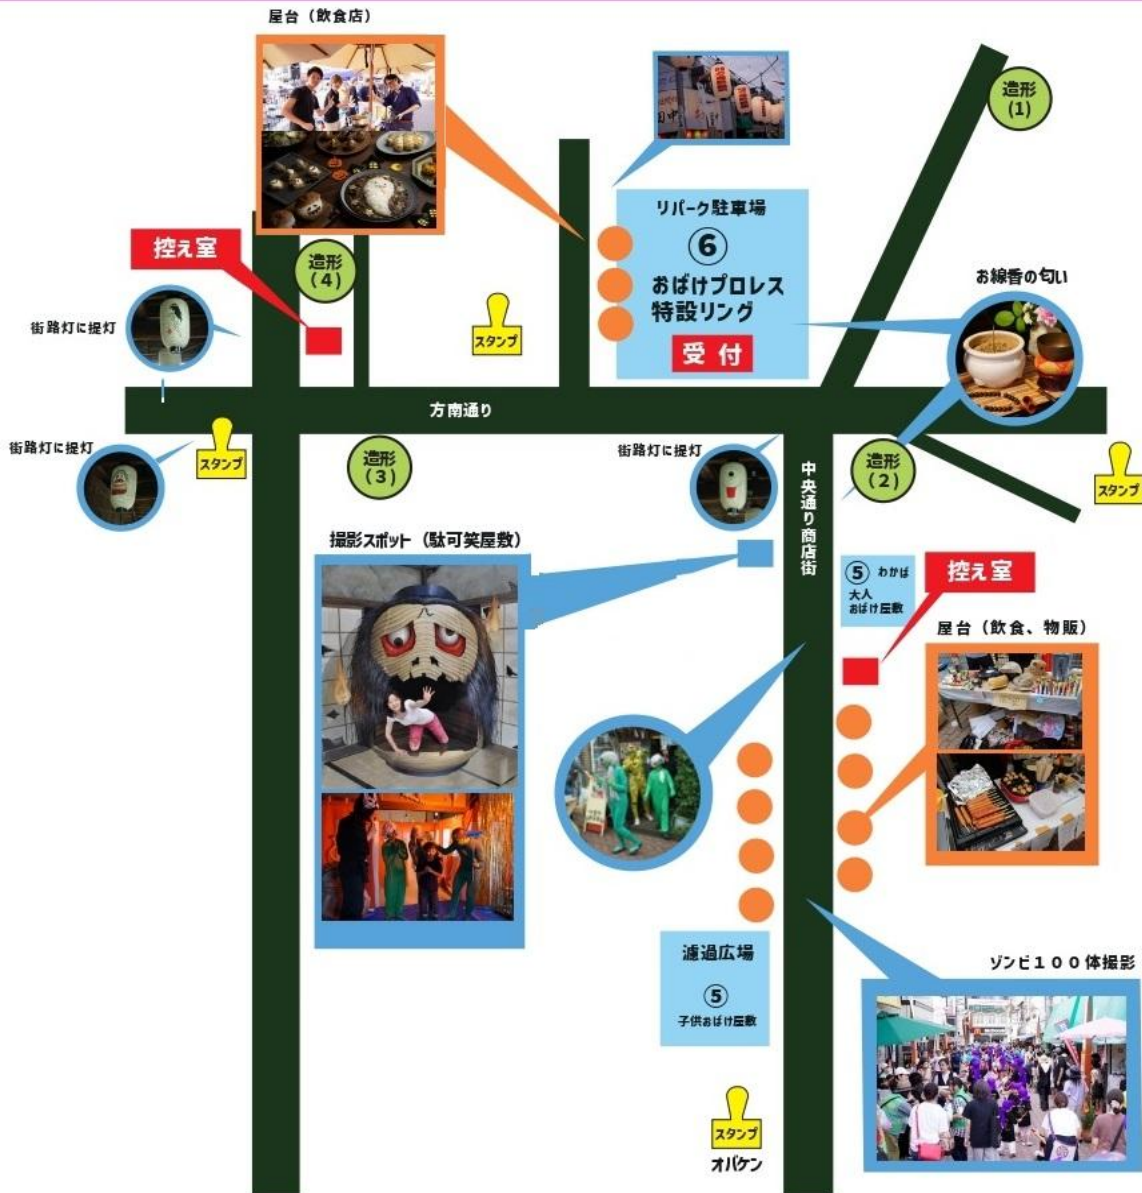 屋台（飲食店）
造形
(1)
リパーク駐車場
⑥
おばけプロレス
特設リング
受付
控え室
造形
(4)
お線香の匂い
街路灯に提灯
スタンプ
方南通り
街路灯に提灯
スタンプ
造形
(3)
街路灯に提灯
中央通り商店街
造形
(2)
スタンプ
撮影スポット（駄可笑屋敷）
⑤ わかば
大人
おばけ屋敷
控え室
屋台（飲食、物販）
濾過広場
⑤
子供おばけ屋敷
ゾンビ１００体撮影
スタンプ
オバケン